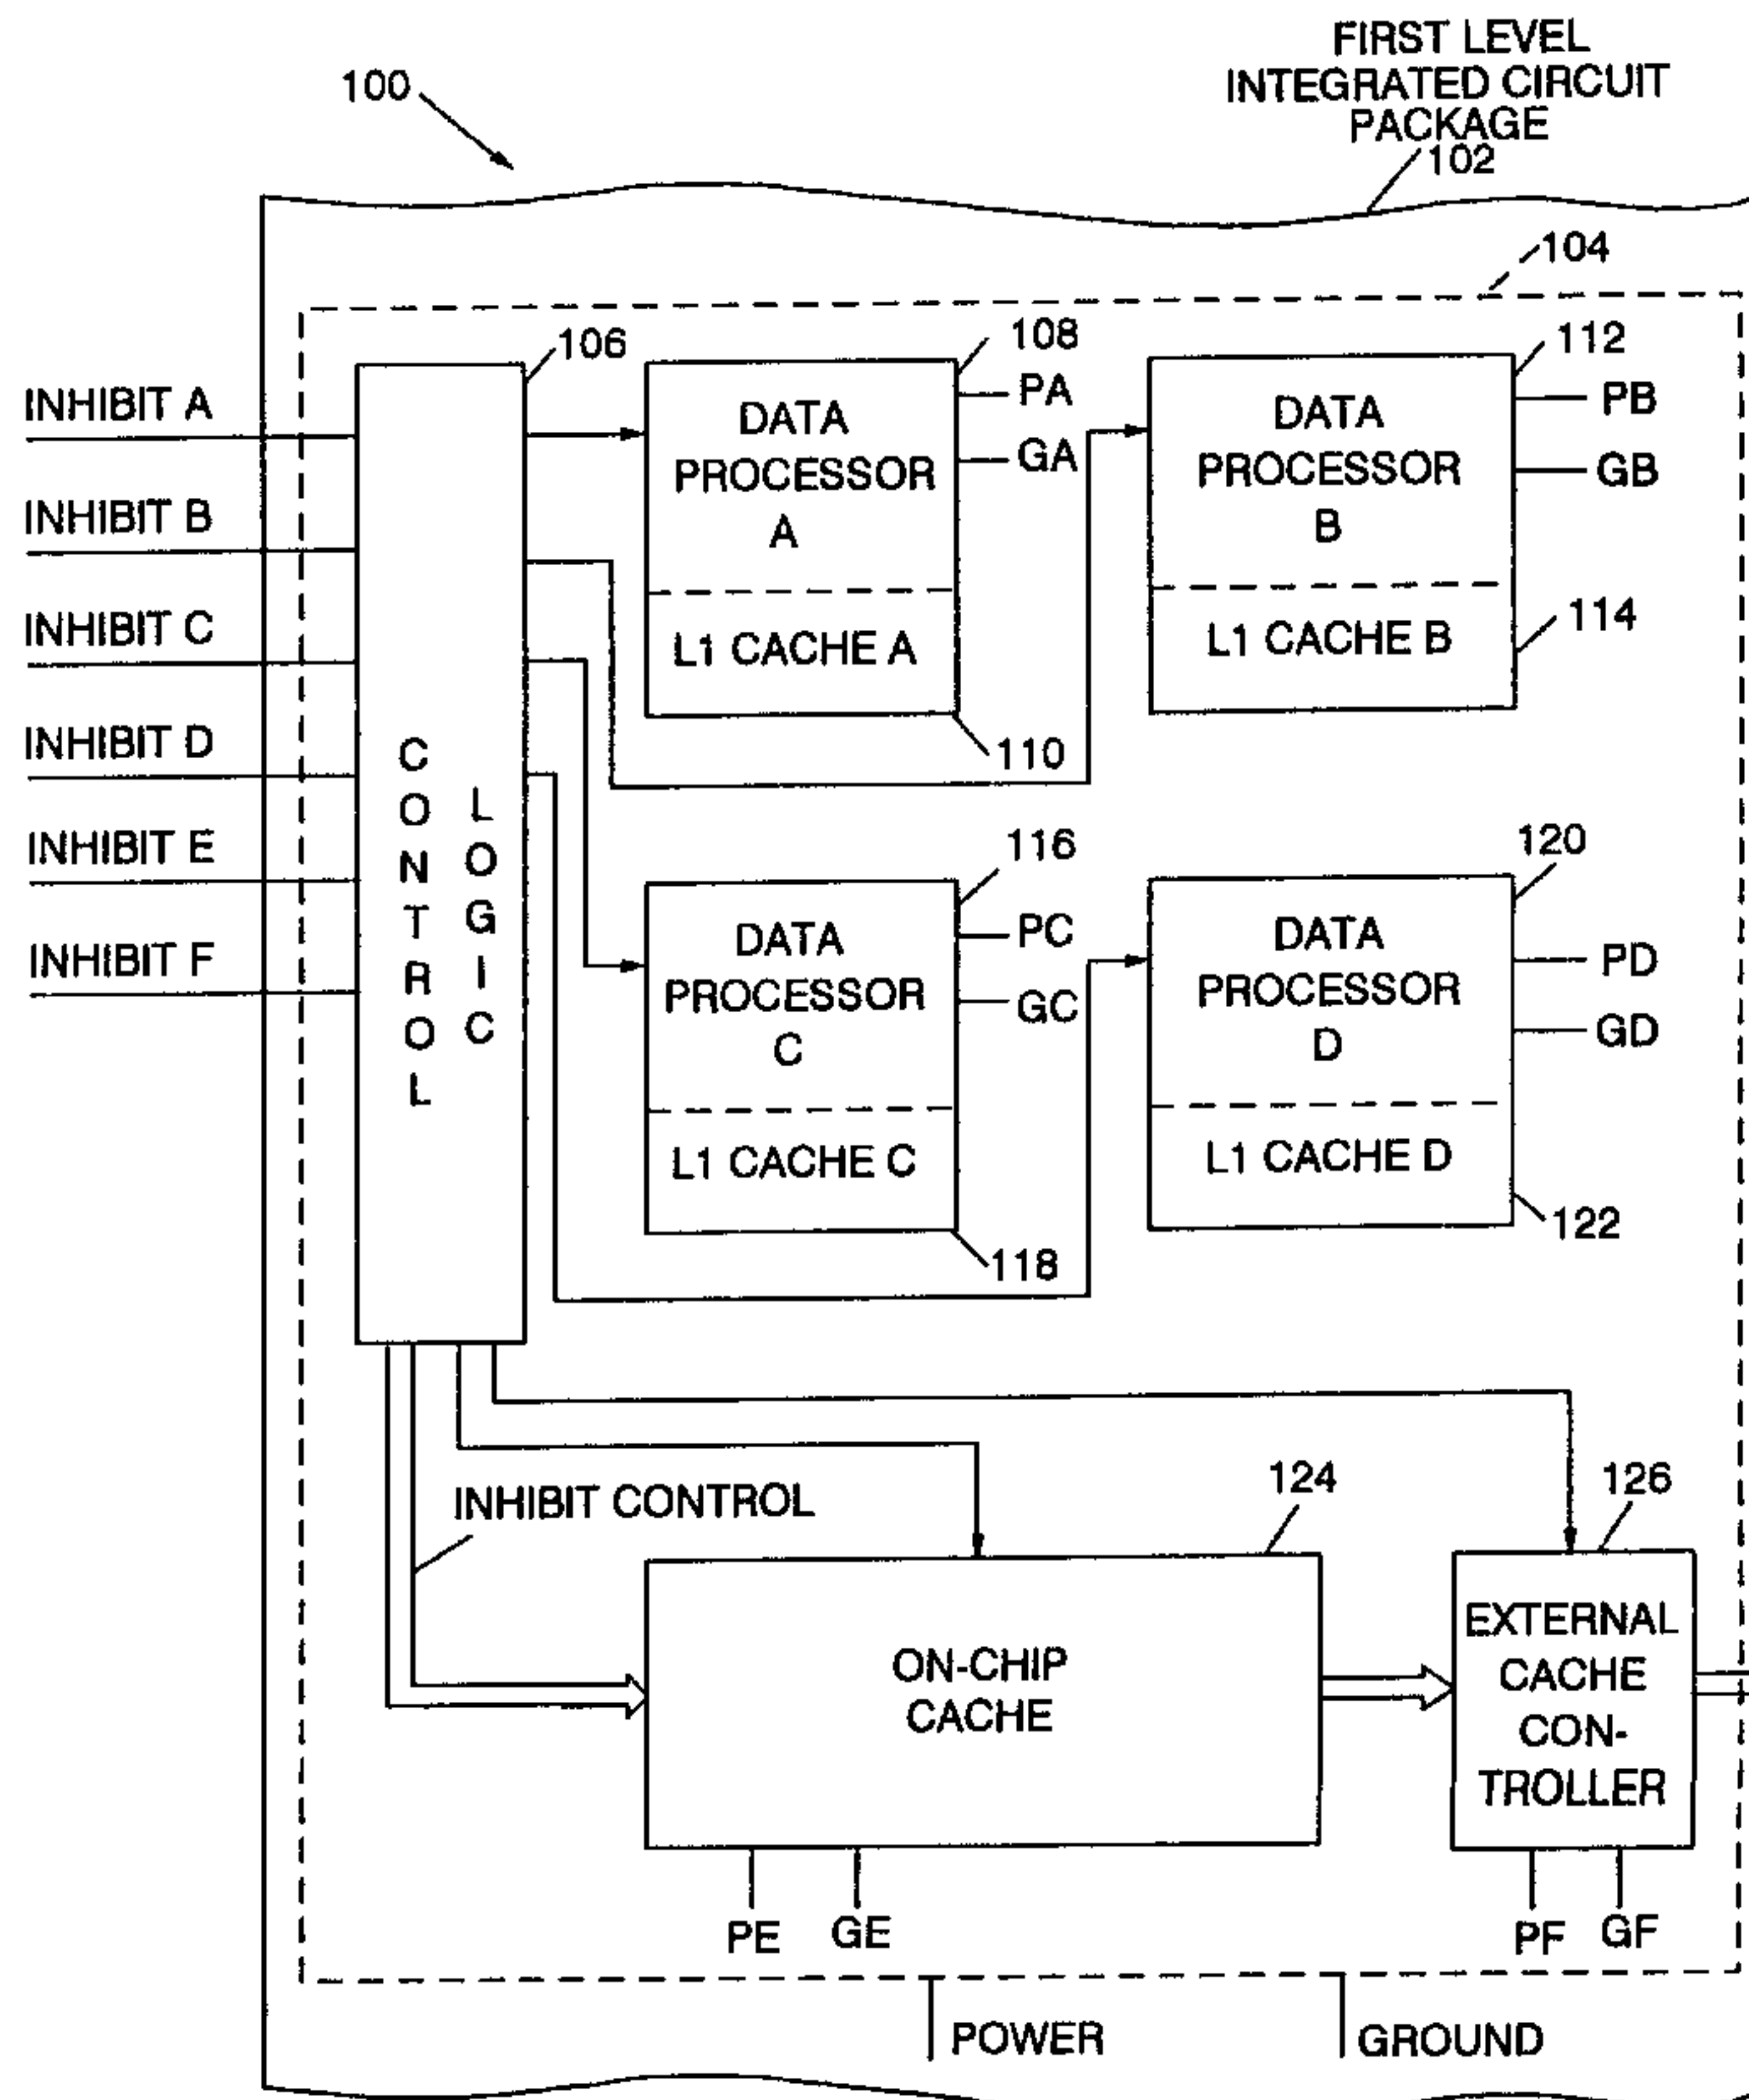 FIRST LEVEL
INTEGRATED CIRCUIT
PACKAGE
102
100
104
106
108
112
INHIBIT A
INHIBIT B
INHIBIT C
INHIBIT D
INHIBIT E
INHIBIT F
CONTROL
LOGIC
DATA
PROCESSOR
A
L1 CACHE A
PA
GA
110
DATA
PROCESSOR
B
L1 CACHE B
PB
GB
114
116
DATA
PROCESSOR
C
L1 CACHE C
PC
GC
118
120
DATA
PROCESSOR
D
L1 CACHE D
PD
GD
122
INHIBIT CONTROL
124
ON-CHIP
CACHE
PE
GE
126
EXTERNAL
CACHE
CON-
TROLLER
PF
GF
POWER
GROUND